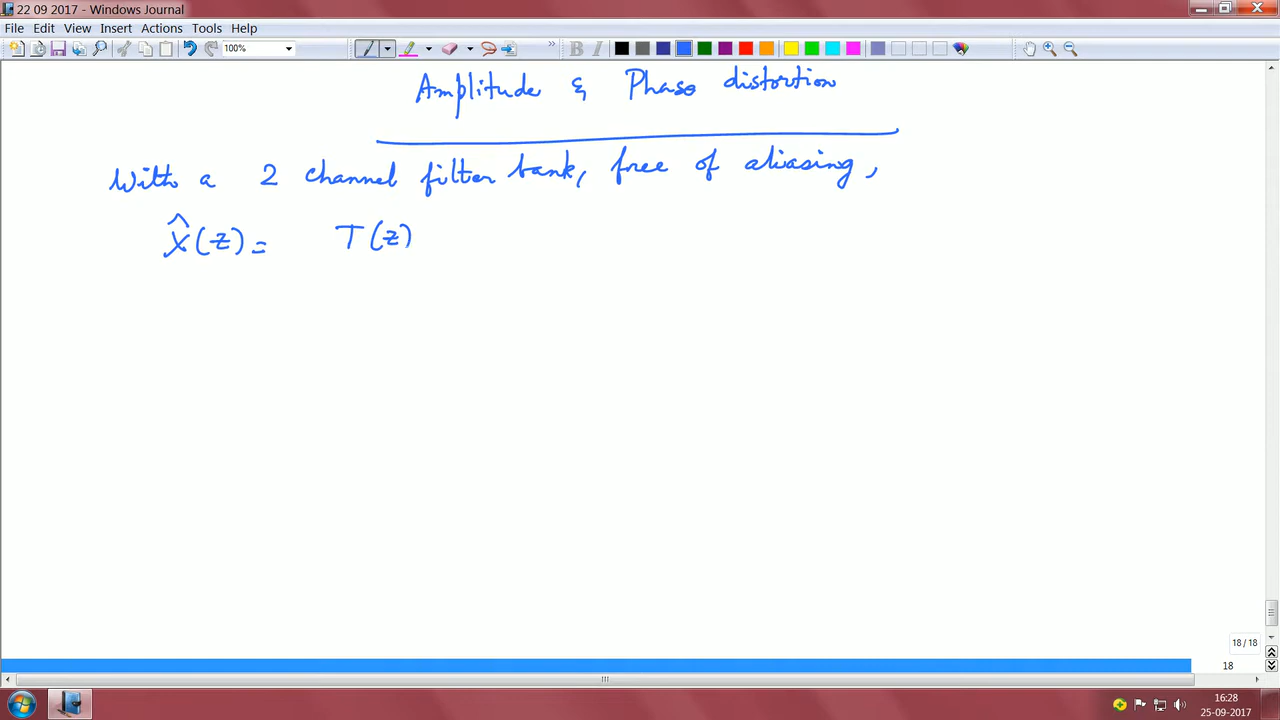 22 09 2017 - Windows Journal
File Edit View Insert Actions Tools Help
100%
Amplitude & Phase distortion
With a 2 channel filter bank, free of aliasing,
X̂(z) = T(z)
18 / 18
18
16:28
25-09-2017